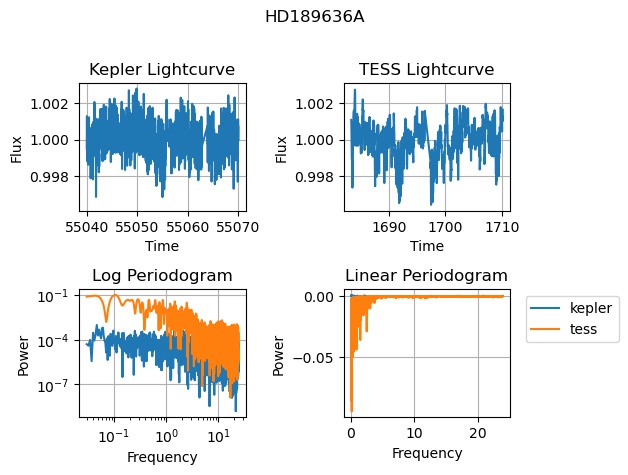 HD189636A
Kepler Lightcurve
Flux
1.002
1.000
0.998
55040 55050 55060 55070
Time
TESS Lightcurve
Flux
1.002
1.000
0.998
1690 1700 1710
Time
Log Periodogram
Power
10⁻¹
10⁻⁴
10⁻⁷
10⁻¹ 10⁰ 10¹
Frequency
Linear Periodogram
Power
0.00
−0.05
0 20
Frequency
kepler
tess